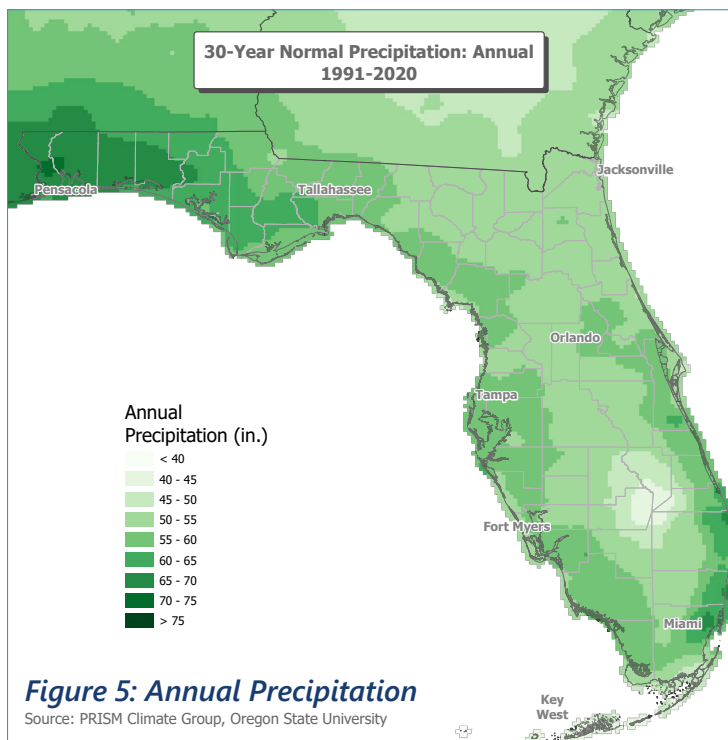 30-Year Normal Precipitation: Annual
1991-2020
Jacksonville
Pensacola
Tallahassee
Orlando
Tampa
Annual
Precipitation (in.)
< 40
40 - 45
45 - 50
50 - 55
55 - 60
60 - 65
65 - 70
70 - 75
> 75
Fort Myers
Miami
Key
West
Figure 5: Annual Precipitation
Source: PRISM Climate Group, Oregon State University